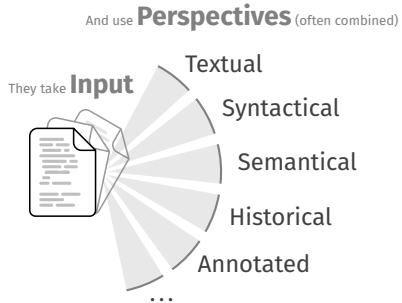 And use Perspectives (often combined)
Textual
They take Input
Syntactical
Semantical
Historical
Annotated
...